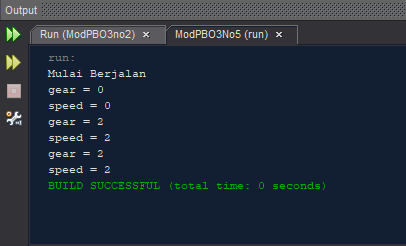 Output
Run (ModPBO3no2) × ModPBO3No5 (run) ×
run:
Mulai Berjalan
gear = 0
speed = 0
gear = 2
speed = 2
gear = 2
speed = 2
BUILD SUCCESSFUL (total time: 0 seconds)